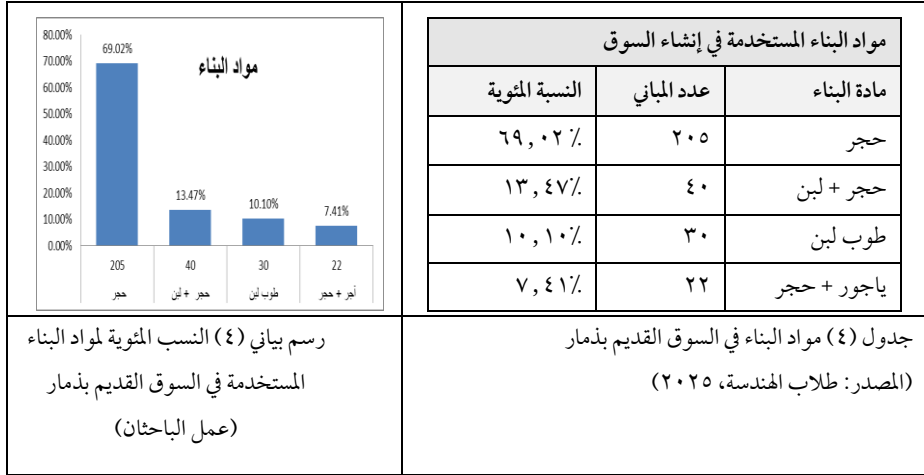 مواد البناء المستخدمة في إنشاء السوق
مادة البناء عدد المباني النسبة المئوية
حجر ٢٠٥ ٦٩,٠٢٪
حجر + لبن ٤٠ ١٣,٤٧٪
طوب لبن ٣٠ ١٠,١٠٪
ياجور + حجر ٢٢ ٧,٤١٪
جدول (٤) مواد البناء في السوق القديم بذمار
(المصدر: طلاب الهندسة، ٢٠٢٥)
مواد البناء
80.00%
70.00%
60.00%
50.00%
40.00%
30.00%
20.00%
10.00%
0.00%
69.02% 13.47% 10.10% 7.41%
205 40 30 22
حجر حجر + لبن طوب لبن أجر + حجر
رسم بياني (٤) النسب المئوية لمواد البناء
المستخدمة في السوق القديم بذمار
(عمل الباحثان)